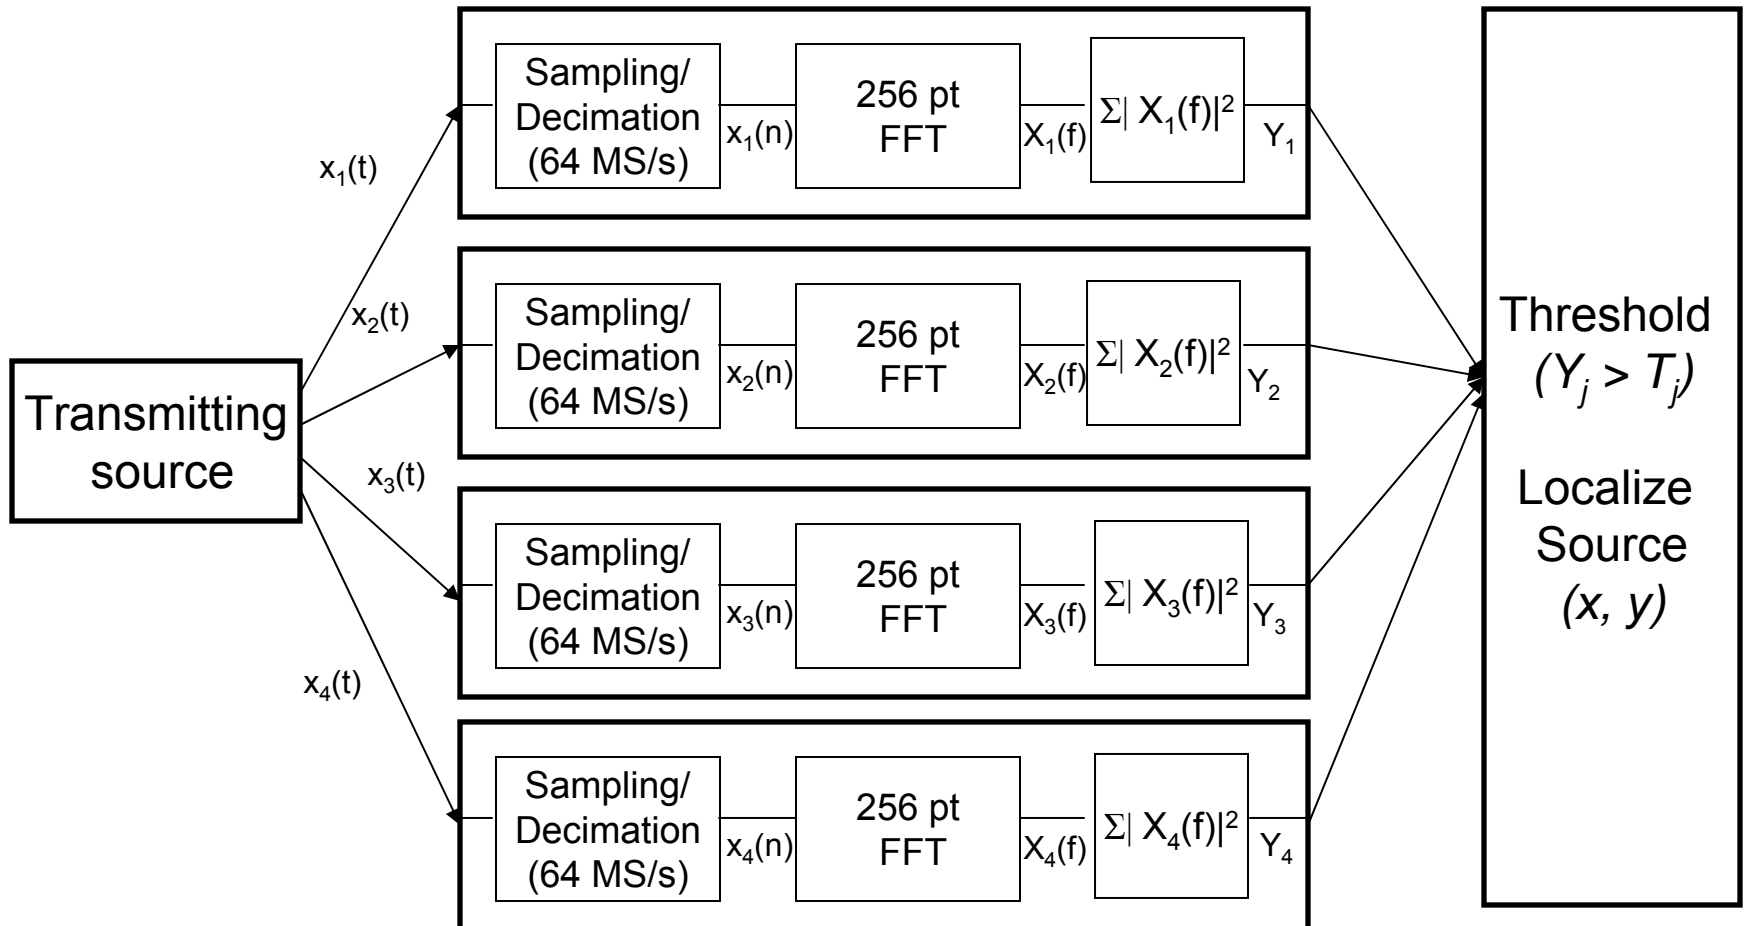 Transmitting
source
x₁(t)
x₂(t)
x₃(t)
x₄(t)
Sampling/
Decimation
(64 MS/s)
x₁(n)
256 pt
FFT
X₁(f)
Σ| X₁(f)|²
Y₁
Sampling/
Decimation
(64 MS/s)
x₂(n)
256 pt
FFT
X₂(f)
Σ| X₂(f)|²
Y₂
Sampling/
Decimation
(64 MS/s)
x₃(n)
256 pt
FFT
X₃(f)
Σ| X₃(f)|²
Y₃
Sampling/
Decimation
(64 MS/s)
x₄(n)
256 pt
FFT
X₄(f)
Σ| X₄(f)|²
Y₄
Threshold
(Yⱼ > Tⱼ)
Localize
Source
(x, y)